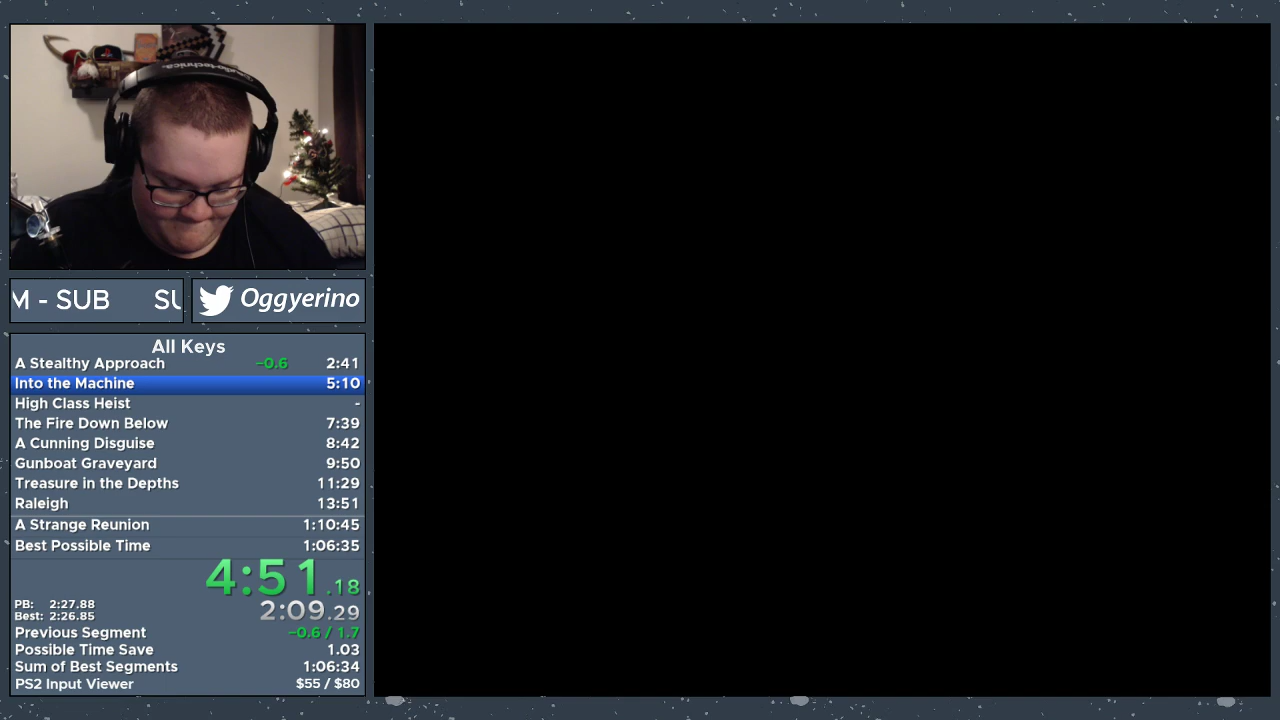 audio-technica
M - SUB SU
Oggyerino
All Keys
A Stealthy Approach −0.6 2:41
Into the Machine 5:10
High Class Heist -
The Fire Down Below 7:39
A Cunning Disguise 8:42
Gunboat Graveyard 9:50
Treasure in the Depths 11:29
Raleigh 13:51
A Strange Reunion 1:10:45
Best Possible Time 1:06:35
4:51.18
PB: 2:27.88
Best: 2:26.85
2:09.29
Previous Segment −0.6 / 1.7
Possible Time Save 1.03
Sum of Best Segments 1:06:34
PS2 Input Viewer $55 / $80